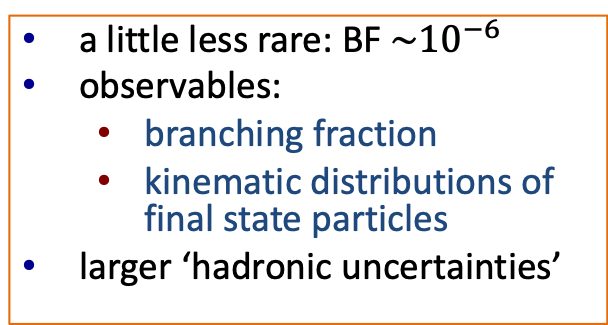 • a little less rare: BF ~10⁻⁶
• observables:
• branching fraction
• kinematic distributions of
final state particles
• larger ‘hadronic uncertainties’